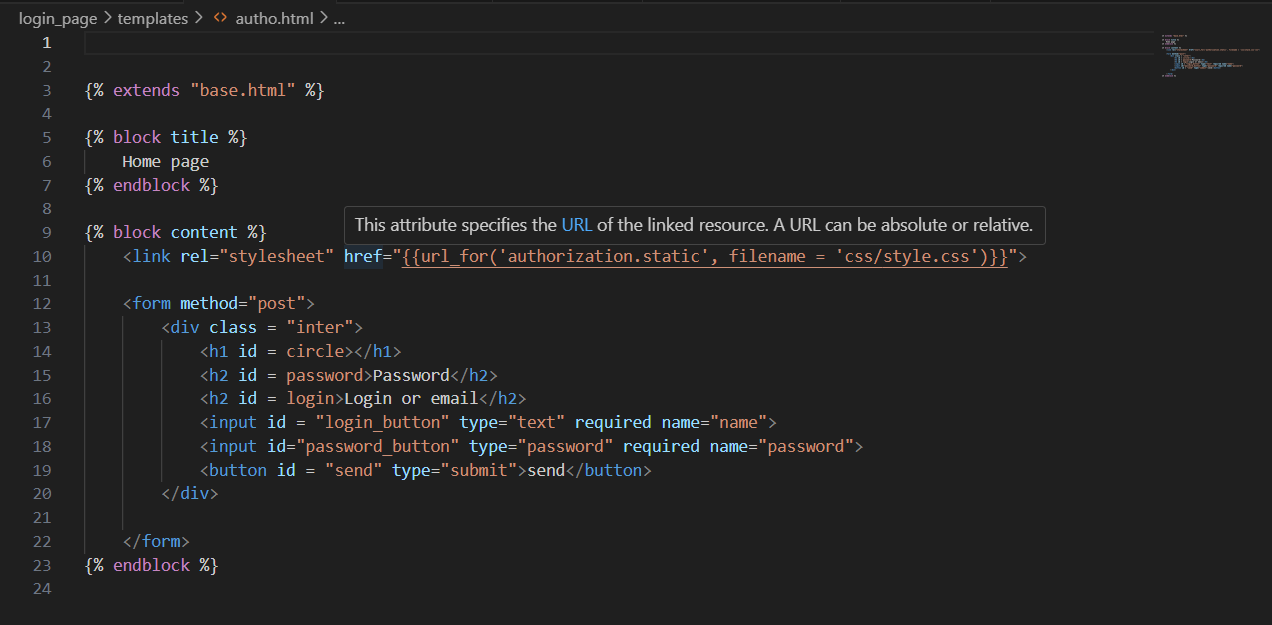 login_page > templates > <> autho.html > ...
1
2
3 {% extends "base.html" %}
4
5 {% block title %}
6 Home page
7 {% endblock %}
8
This attribute specifies the URL of the linked resource. A URL can be absolute or relative.
9 {% block content %}
10 <link rel="stylesheet" href="{{url_for('authorization.static', filename = 'css/style.css')}}">
11
12 <form method="post">
13 <div class = "inter">
14 <h1 id = circle></h1>
15 <h2 id = password>Password</h2>
16 <h2 id = login>Login or email</h2>
17 <input id = "login_button" type="text" required name="name">
18 <input id="password_button" type="password" required name="password">
19 <button id = "send" type="submit">send</button>
20 </div>
21
22 </form>
23 {% endblock %}
24